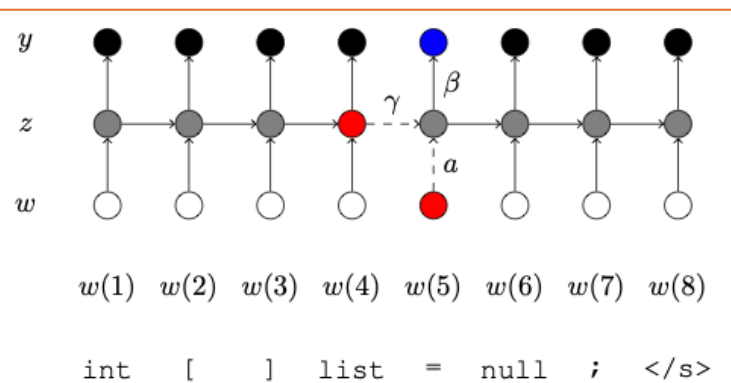 y
β
γ
z
a
w
w(1) w(2) w(3) w(4) w(5) w(6) w(7) w(8)
int [ ] list = null ; </s>